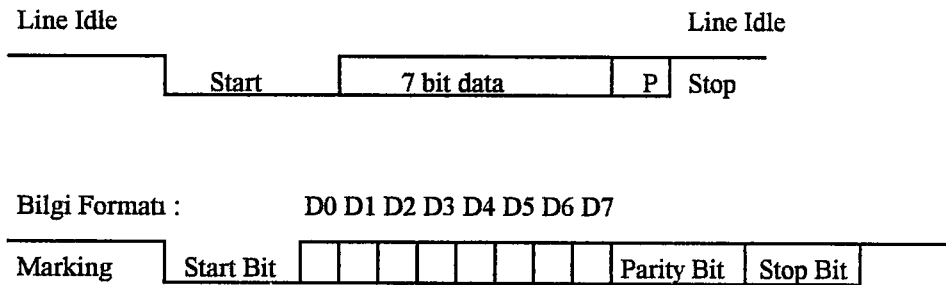 Line Idle Line Idle
Start 7 bit data P Stop
Bilgi Formatı : D0 D1 D2 D3 D4 D5 D6 D7
Marking Start Bit Parity Bit Stop Bit